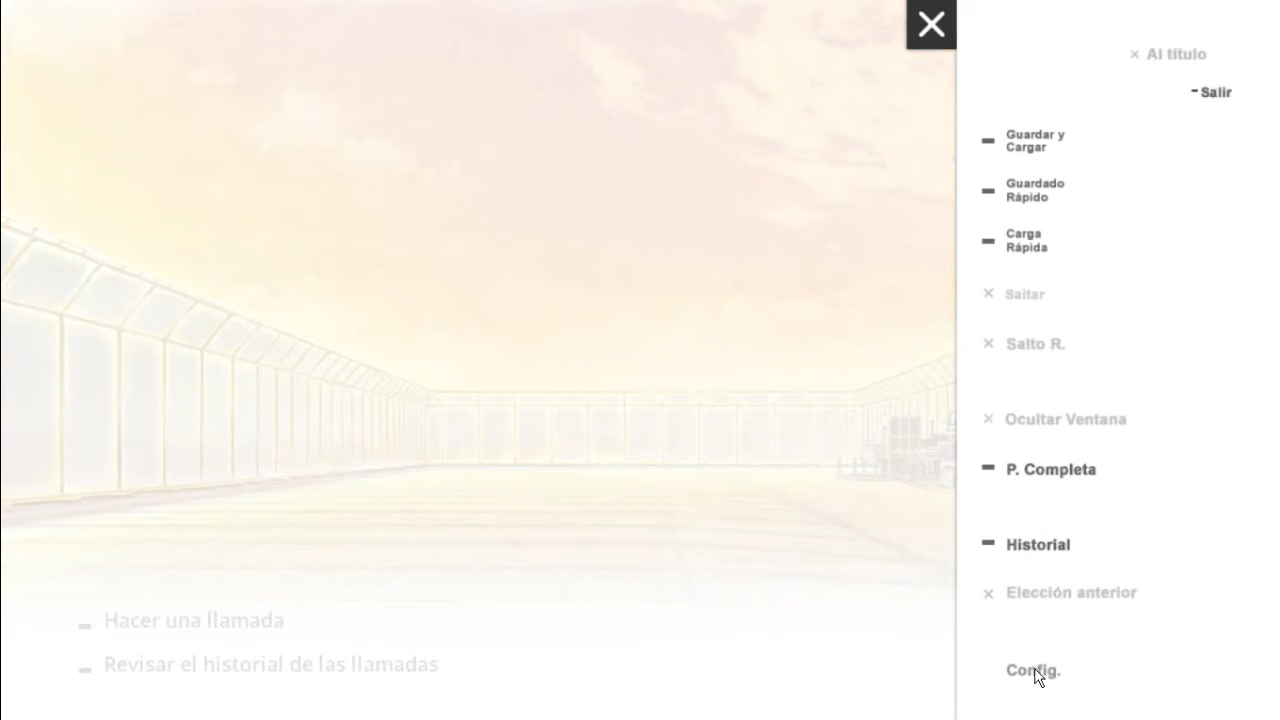 Al titulo
Salir
Guardar y
Cargar
Guardado
Rápido
Carga
Rápida
Saltar
Salto R.
Ocultar Ventana
P. Completa
Historial
Elección anterior
Hacer una llamada
Revisar el historial de las llamadas
Config.